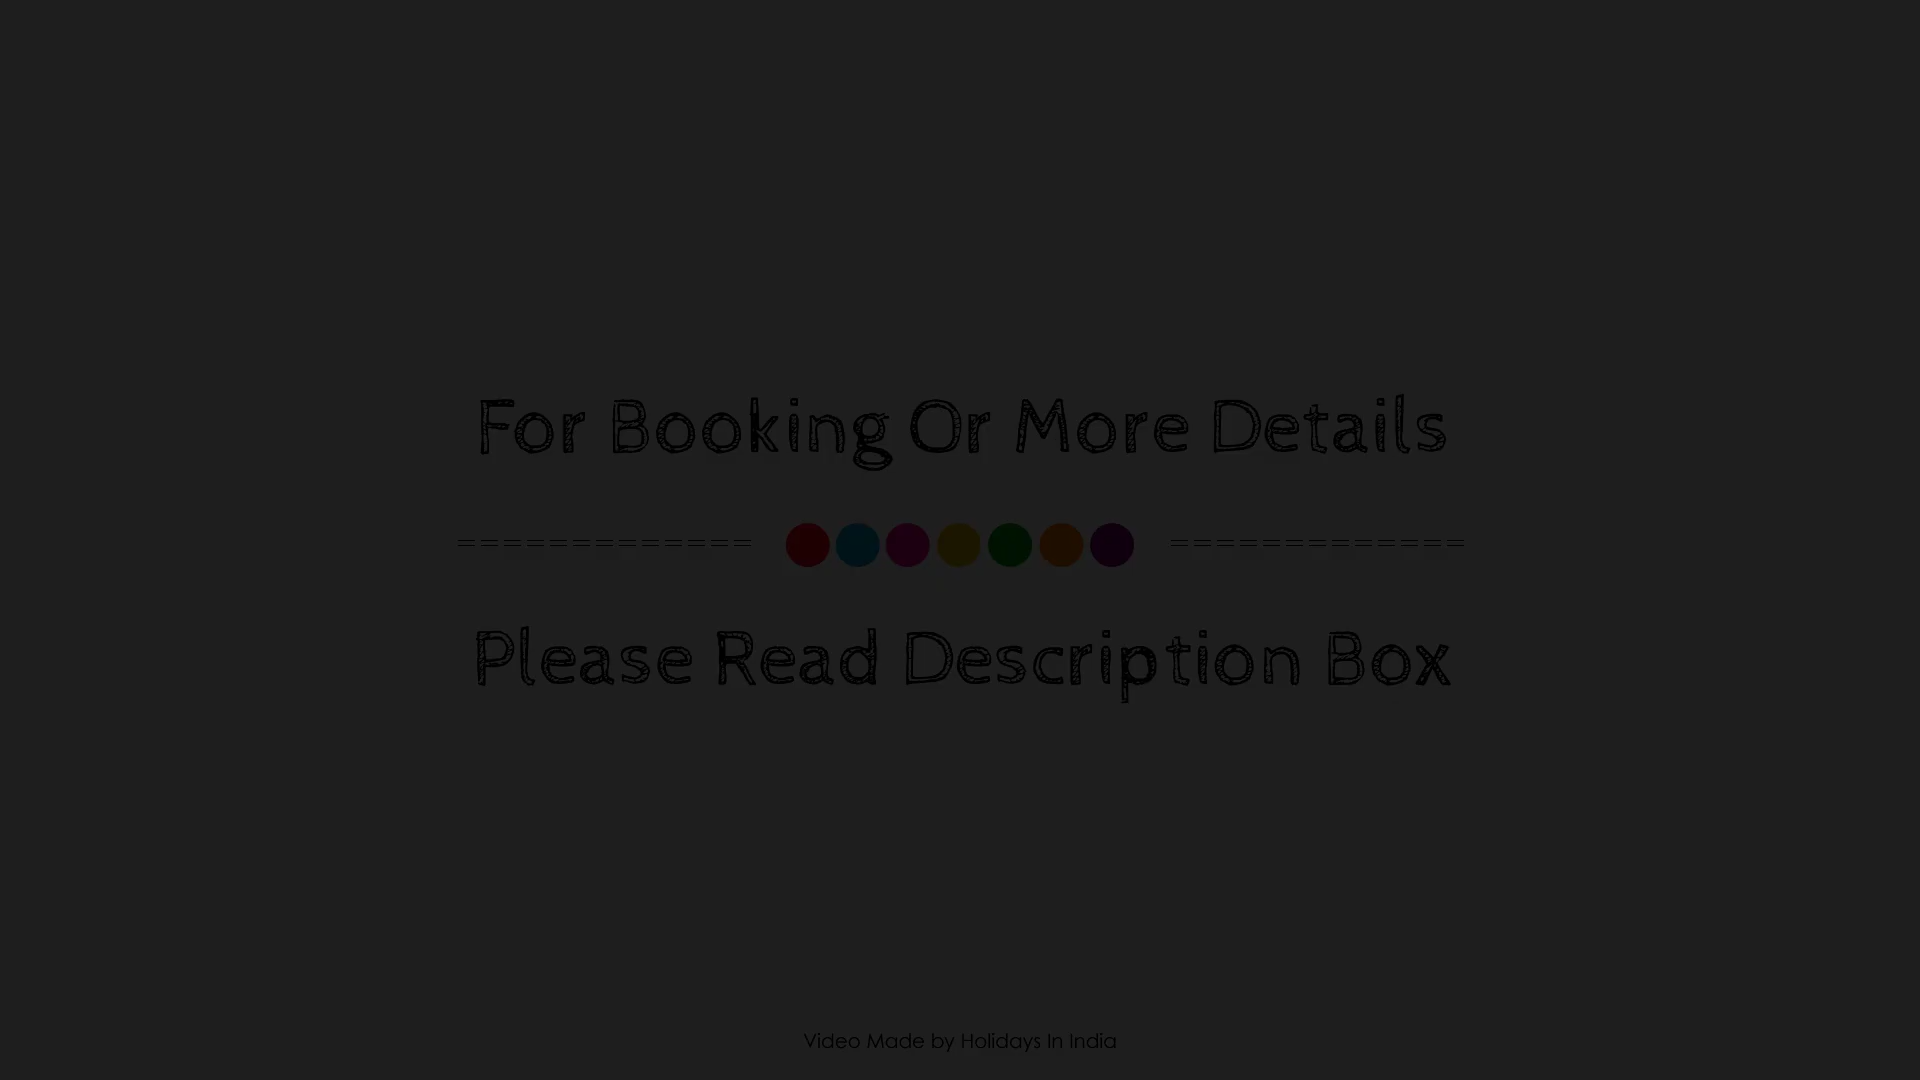 For Booking Or More Details
============= =============
Please Read Description Box
Video Made by Holidays In India